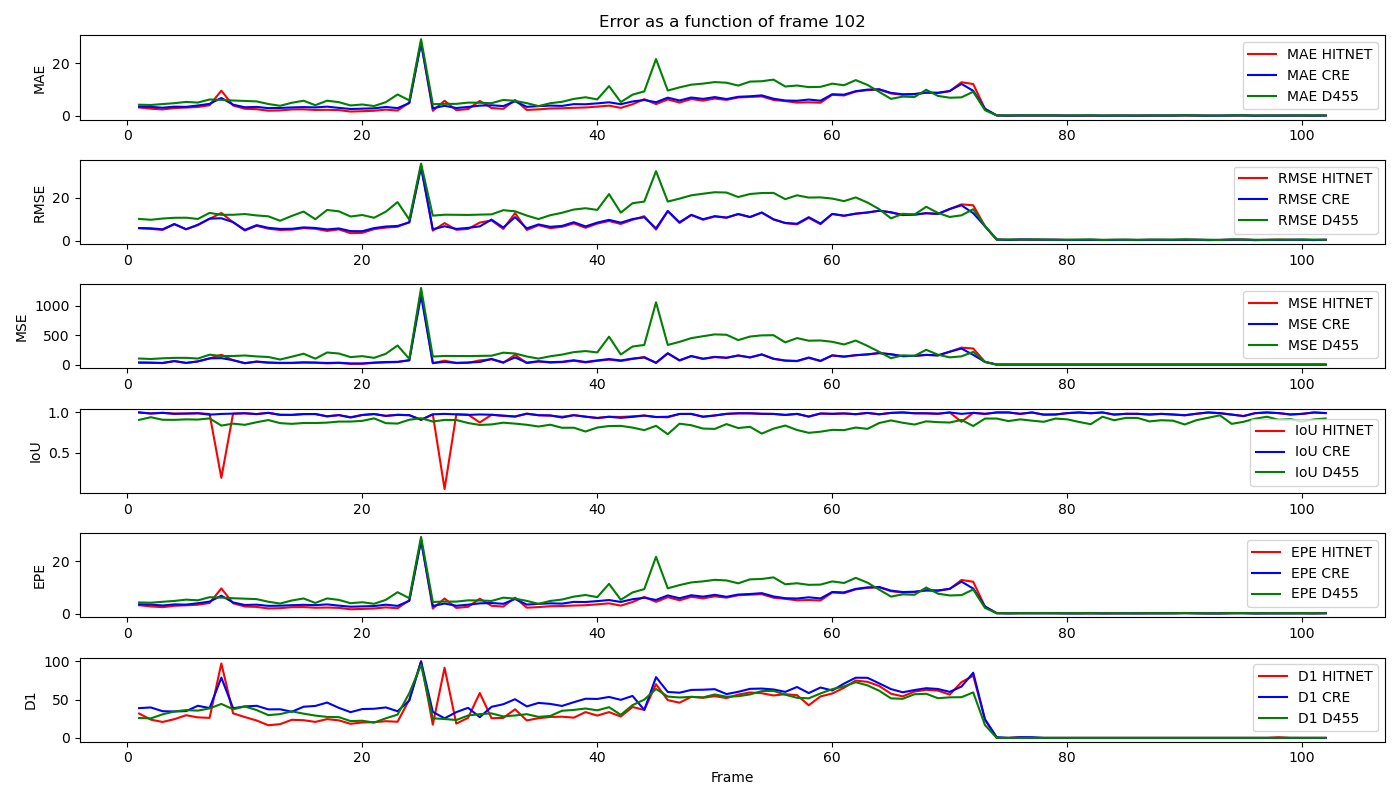 Error as a function of frame 102
MAE
20
0
MAE HITNET
MAE CRE
MAE D455
0 20 40 60 80 100
RMSE
20
0
RMSE HITNET
RMSE CRE
RMSE D455
0 20 40 60 80 100
MSE
1000
500
0
MSE HITNET
MSE CRE
MSE D455
0 20 40 60 80 100
IoU
1.0
0.5
IoU HITNET
IoU CRE
IoU D455
0 20 40 60 80 100
EPE
20
0
EPE HITNET
EPE CRE
EPE D455
0 20 40 60 80 100
D1
100
50
0
D1 HITNET
D1 CRE
D1 D455
0 20 40 60 80 100
Frame